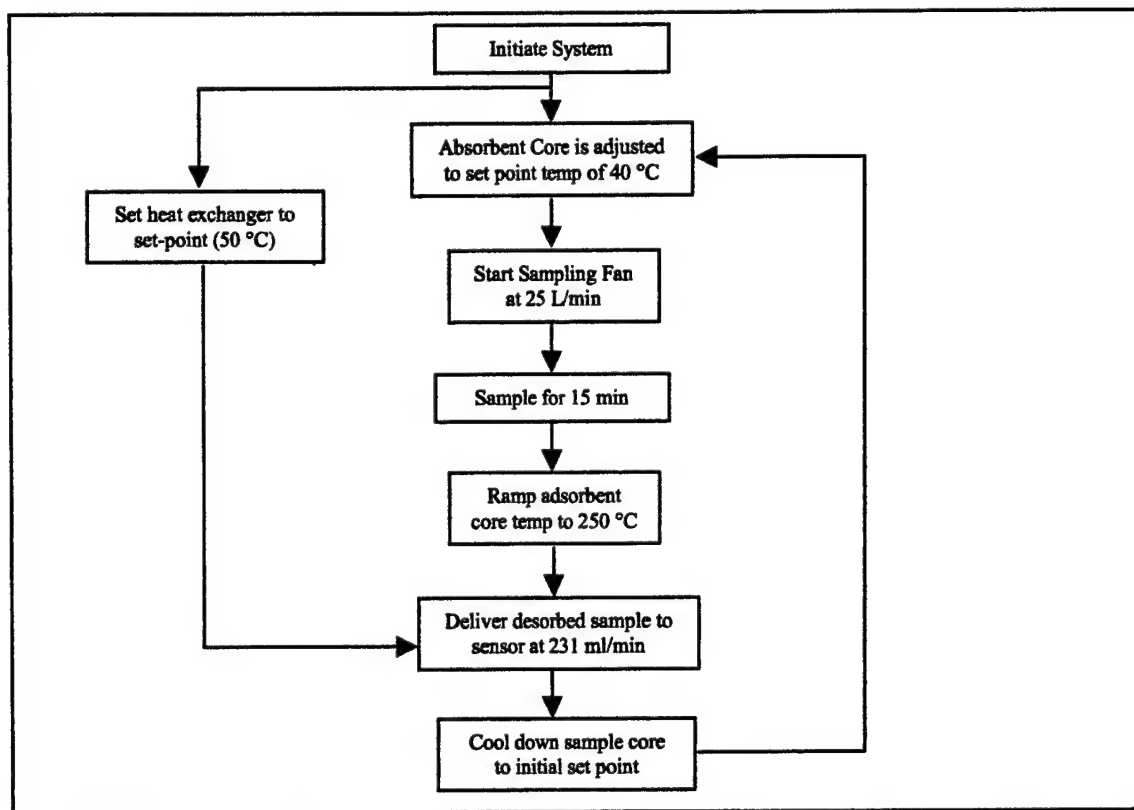 Initiate System
Absorbent Core is adjusted
to set point temp of 40 °C
Set heat exchanger to
set-point (50 °C)
Start Sampling Fan
at 25 L/min
Sample for 15 min
Ramp adsorbent
core temp to 250 °C
Deliver desorbed sample to
sensor at 231 ml/min
Cool down sample core
to initial set point